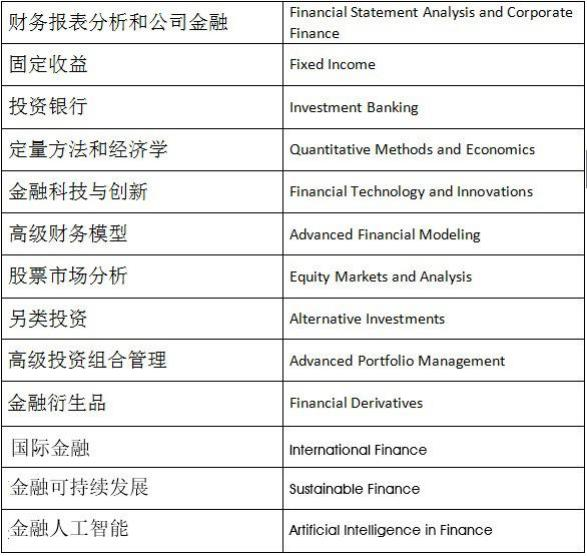 财务报表分析和公司金融
Financial Statement Analysis and Corporate
Finance
固定收益
Fixed Income
投资银行
Investment Banking
定量方法和经济学
Quantitative Methods and Economics
金融科技与创新
Financial Technology and Innovations
高级财务模型
Advanced Financial Modeling
股票市场分析
Equity Markets and Analysis
另类投资
Alternative Investments
高级投资组合管理
Advanced Portfolio Management
金融衍生品
Financial Derivatives
国际金融
International Finance
金融可持续发展
Sustainable Finance
金融人工智能
Artificial Intelligence in Finance